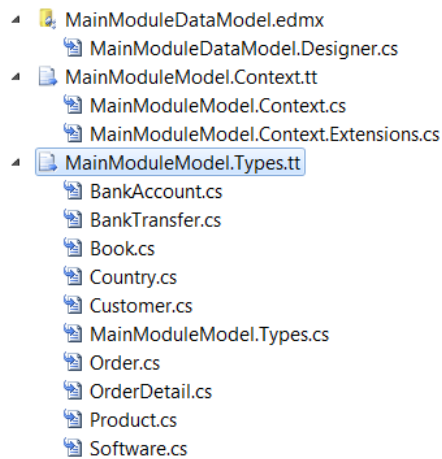 MainModuleDataModel.edmx
MainModuleDataModel.Designer.cs
MainModuleModel.Context.tt
MainModuleModel.Context.cs
MainModuleModel.Context.Extensions.cs
MainModuleModel.Types.tt
BankAccount.cs
BankTransfer.cs
Book.cs
Country.cs
Customer.cs
MainModuleModel.Types.cs
Order.cs
OrderDetail.cs
Product.cs
Software.cs